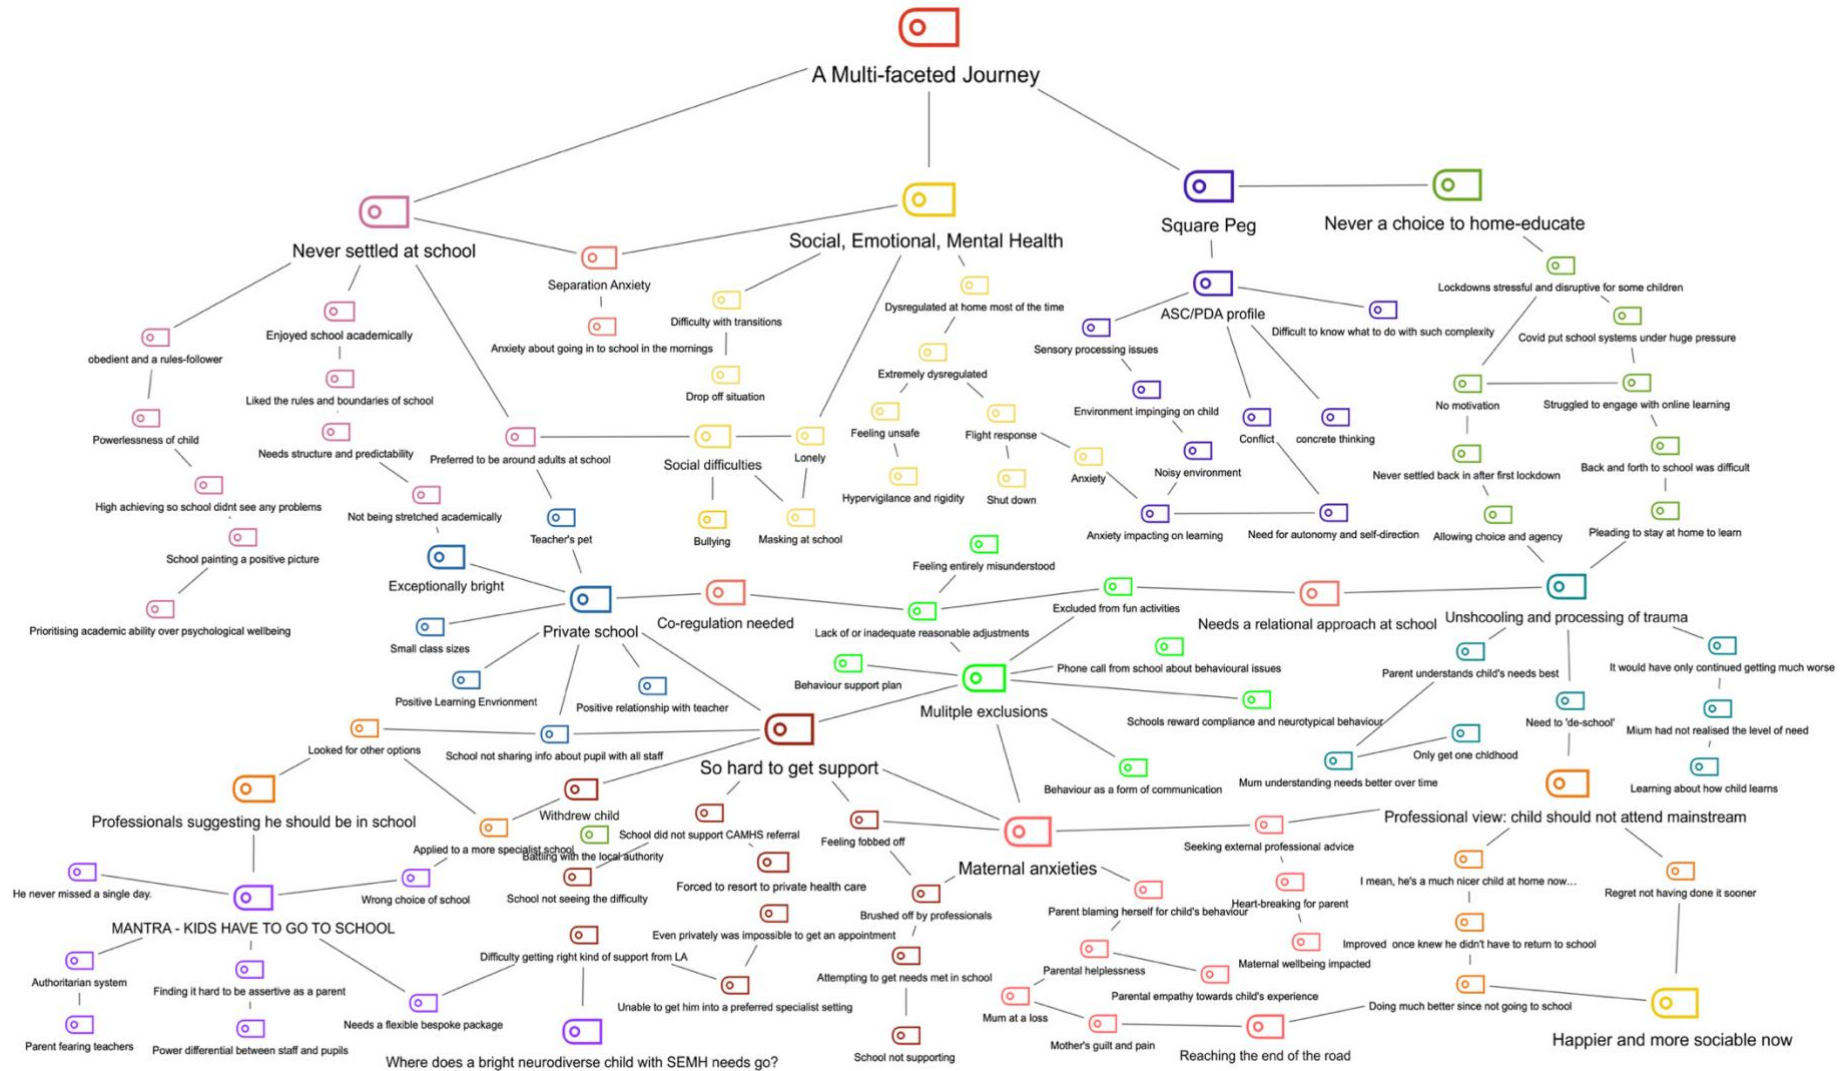 A Multi-faceted Journey
Never settled at school
Social, Emotional, Mental Health
Square Peg
Never a choice to home-educate
Separation Anxiety
Lockdowns stressful and disruptive for some children
Dysregulated at home most of the time
Difficulty with transitions
ASC/PDA profile
Difficult to know what to do with such complexity
Enjoyed school academically
Covid put school systems under huge pressure
obedient and a rules-follower
Anxiety about going in to school in the mornings
Sensory processing issues
Extremely dysregulated
Drop off situation
Liked the rules and boundaries of school
No motivation
Struggled to engage with online learning
Environment impinging on child
Powerlessness of child
Feeling unsafe
Flight response
Conflict
concrete thinking
Needs structure and predictability
Preferred to be around adults at school
Social difficulties
Lonely
Back and forth to school was difficult
Noisy environment
Anxiety
Never settled back in after first lockdown
Hypervigilance and rigidity
Shut down
High achieving so school didnt see any problems
Not being stretched academically
Teacher's pet
Bullying
Masking at school
Anxiety impacting on learning
Need for autonomy and self-direction
Allowing choice and agency
Pleading to stay at home to learn
School painting a positive picture
Feeling entirely misunderstood
Exceptionally bright
Excluded from fun activities
Unshcooling and processing of trauma
Co-regulation needed
Needs a relational approach at school
Prioritising academic ability over psychological wellbeing
Private school
Lack of or inadequate reasonable adjustments
Small class sizes
Phone call from school about behavioural issues
Parent understands child's needs best
It would have only continued getting much worse
Behaviour support plan
Positive Learning Envrionment
Positive relationship with teacher
Mulitple exclusions
Schools reward compliance and neurotypical behaviour
Need to 'de-school'
Mium had not realised the level of need
Looked for other options
School not sharing info about pupil with all staff
Only get one chldhood
So hard to get support
Behaviour as a form of communication
Mum understanding needs better over time
Learning about how child learns
Professionals suggesting he should be in school
Withdrew child
Professional view: child should not attend mainstream
School did not support CAMHS referral
Feeling fobbed off
Seeking external professional advice
Applied to a more specialist school
Battling with the local authority
Maternal anxieties
Forced to resort to private health care
I mean, he's a much nicer child at home now…
Regret not having done it sooner
He never missed a single day.
Wrong choice of school
School not seeing the difficulty
Heart-breaking for parent
Parent blaming herself for child's behaviour
Brushed off by professionals
MANTRA - KIDS HAVE TO GO TO SCHOOL
Even privately was impossible to get an appointment
Improved once knew he didn't have to return to school
Difficulty getting right kind of support from LA
Maternal wellbeing impacted
Parental helplessness
Attempting to get needs met in school
Authoritarian system
Finding it hard to be assertive as a parent
Parental empathy towards child's experience
Unable to get him into a preferred specialist setting
Doing much better since not going to school
Needs a flexible bespoke package
Mum at a loss
Happier and more sociable now
Parent fearing teachers
Power differential between staff and pupils
Mother's guilt and pain
Reaching the end of the road
School not supporting
Where does a bright neurodiverse child with SEMH needs go?